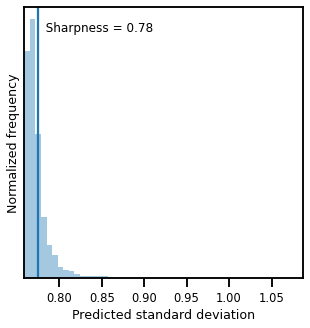 Sharpness = 0.78
Normalized frequency
0.80 0.85 0.90 0.95 1.00 1.05
Predicted standard deviation